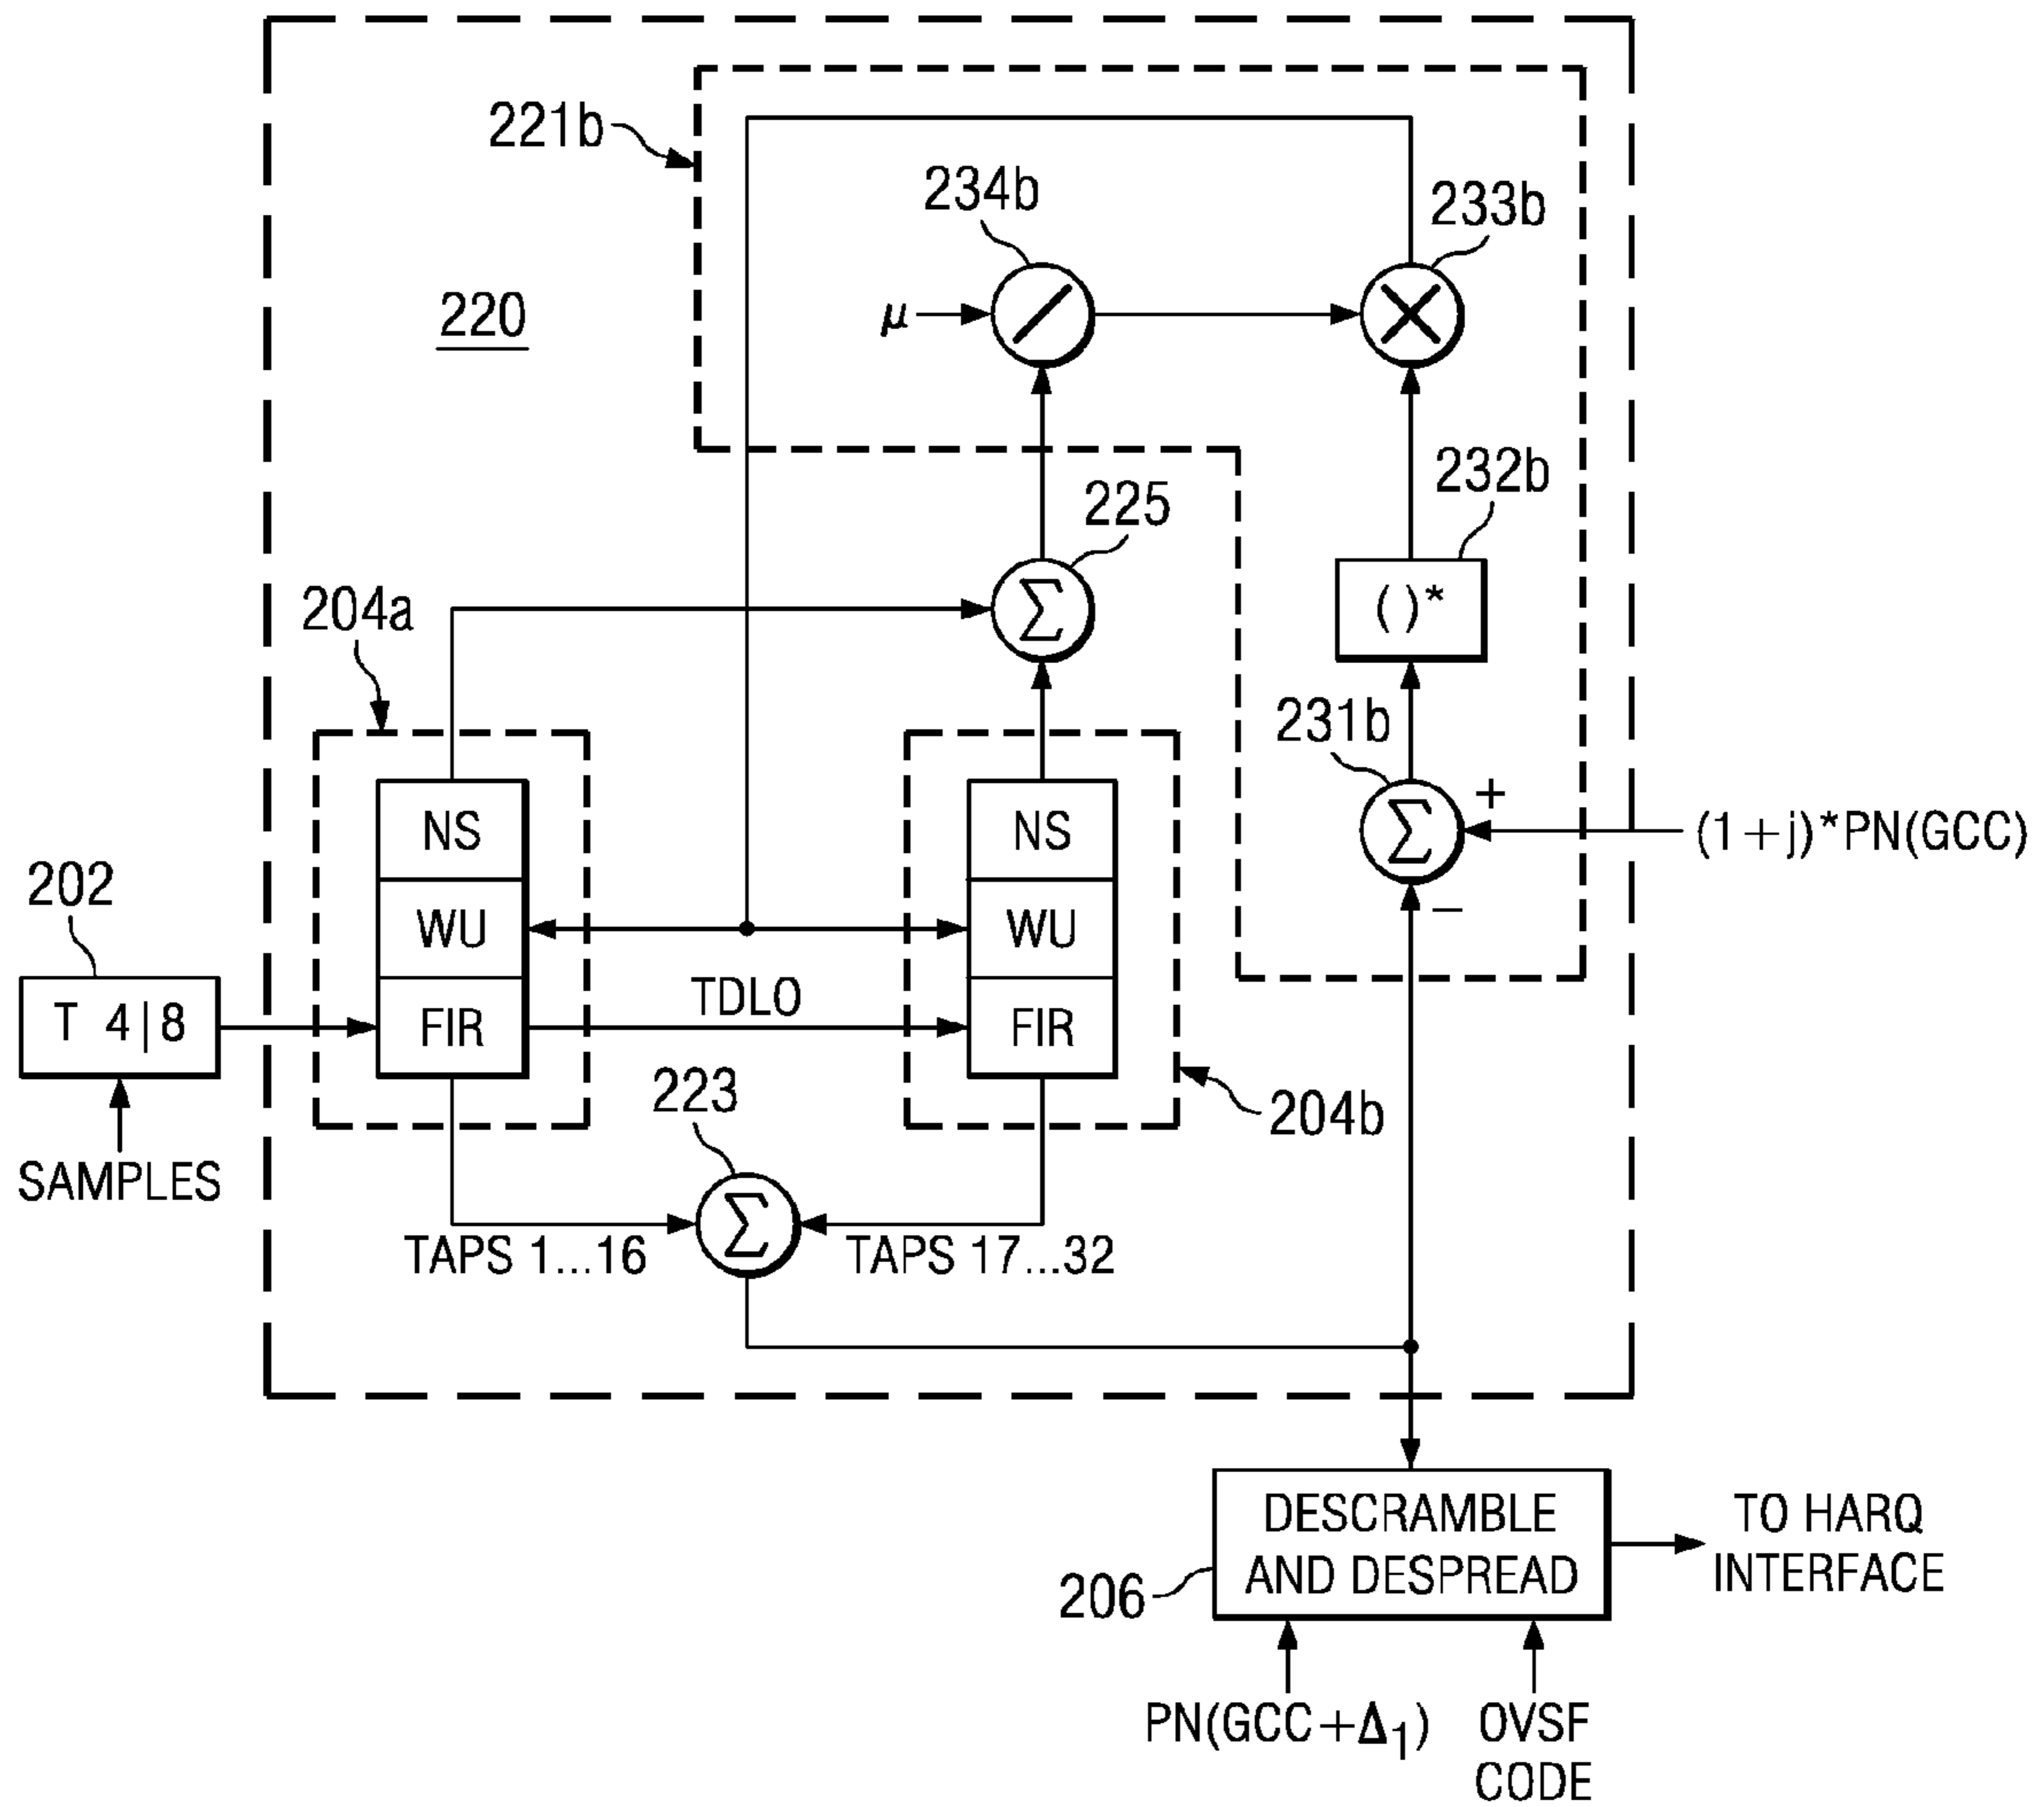 221b
234b
233b
220
μ
232b
225
( )*
204a
231b
Σ
NS
NS
+
Σ
(1+j)*PN(GCC)
202
WU
WU
−
T 4|8
FIR
TDLO
FIR
223
204b
SAMPLES
Σ
TAPS 1...16
TAPS 17...32
DESCRAMBLE
AND DESPREAD
TO HARQ
INTERFACE
206
PN(GCC+Δ1)
OVSF
CODE